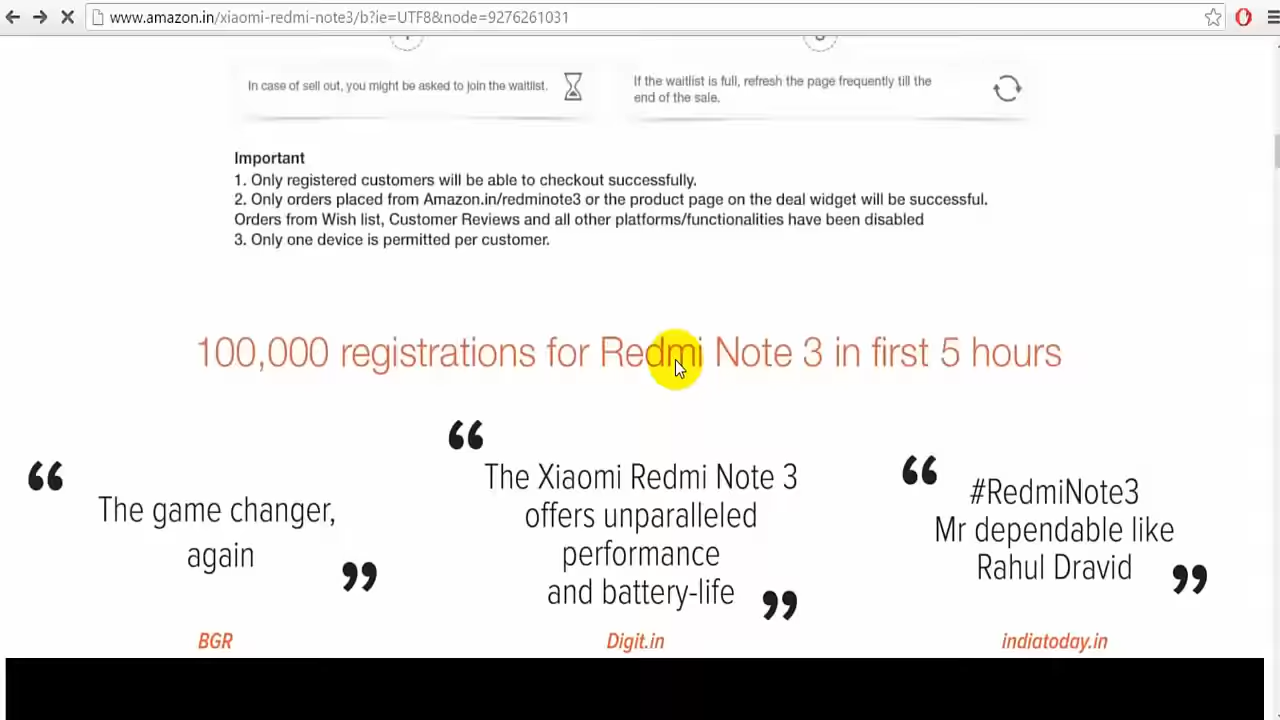 www.amazon.in/xiaomi-redmi-note3/b?ie=UTF8&node=9276261031
In case of sell out, you might be asked to join the waitlist.
If the waitlist is full, refresh the page frequently till the
end of the sale.
Important
1. Only registered customers will be able to checkout successfully.
2. Only orders placed from Amazon.in/redminote3 or the product page on the deal widget will be successful.
Orders from Wish list, Customer Reviews and all other platforms/functionalities have been disabled
3. Only one device is permitted per customer.
100,000 registrations for Redmi Note 3 in first 5 hours
“ The game changer,
again ”
BGR
“ The Xiaomi Redmi Note 3
offers unparalleled
performance
and battery-life ”
Digit.in
“ #RedmiNote3
Mr dependable like
Rahul Dravid ”
indiatoday.in